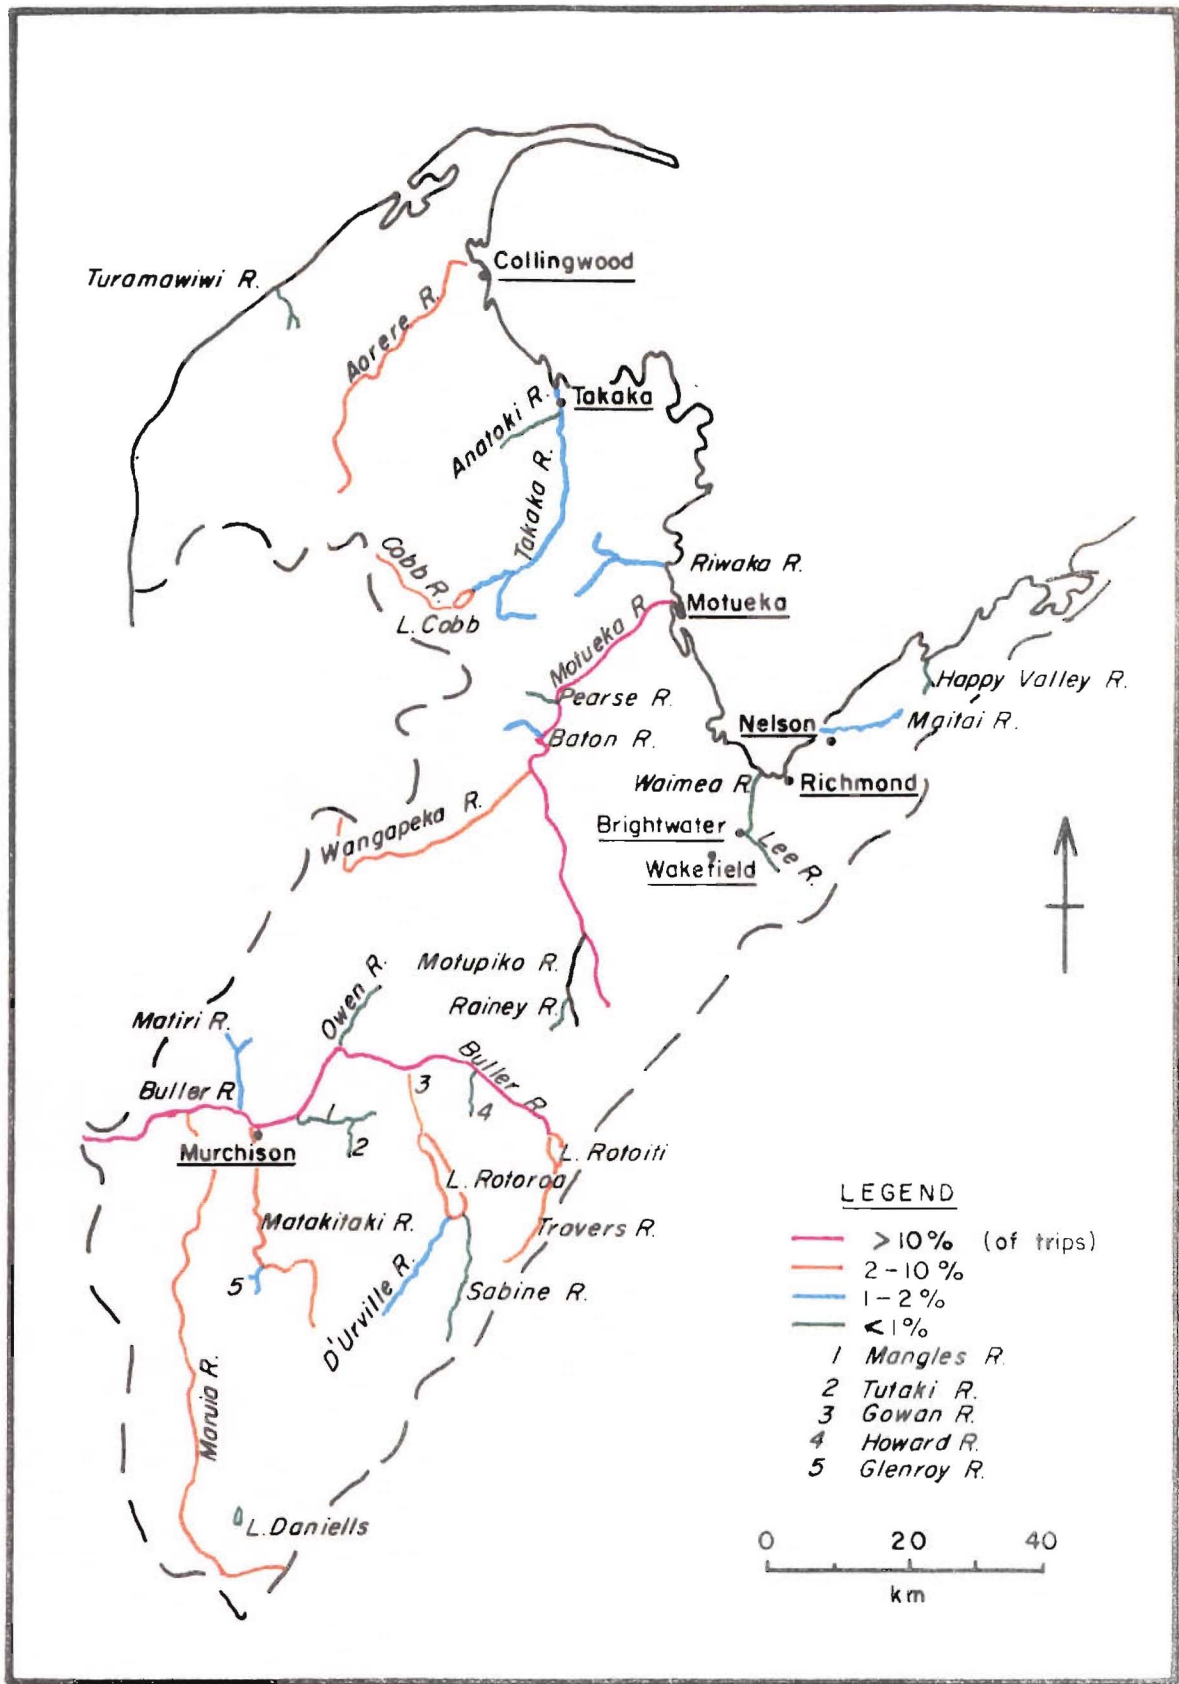 Collingwood
Turamawiwi R.
Aorere R.
Takaka
Anatoki R.
Takaka R.
Cobb R.
L. Cobb
Riwaka R.
Motueka
Motueka R.
Pearse R.
Baton R.
Happy Valley R.
Nelson
Maitai R.
Waimea R.
Richmond
Wangapeka R.
Brightwater
Lee R.
Wakefield
Motupiko R.
Rainey R.
Owen R.
Matiri R.
Buller R.
3
4
Buller R
1
2
Murchison
L. Rotoiti
L. Rotoroa
Matakitaki R.
Travers R.
5
D'Urville R.
Sabine R.
Maruia R.
L. Daniells
LEGEND
>10% (of trips)
2-10%
1-2%
<1%
1 Mangles R.
2 Tutaki R.
3 Gowan R.
4 Howard R.
5 Glenroy R.
0 20 40
km